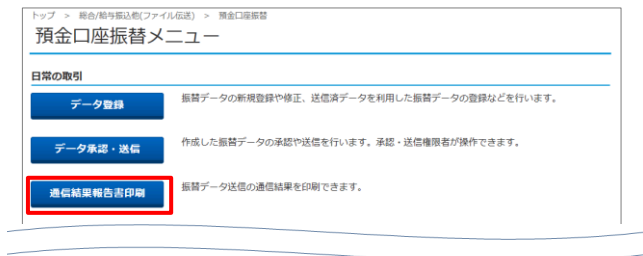 トップ > 総合/給与振込他(ファイル伝送) > 預金口座振替
預金口座振替メニュー
日常の取引
データ登録
振替データの新規登録や修正、送信済データを利用した振替データの登録などを行います。
データ承認・送信
作成した振替データの承認や送信を行います。承認・送信権限者が操作できます。
通信結果報告書印刷
振替データ送信の通信結果を印刷できます。